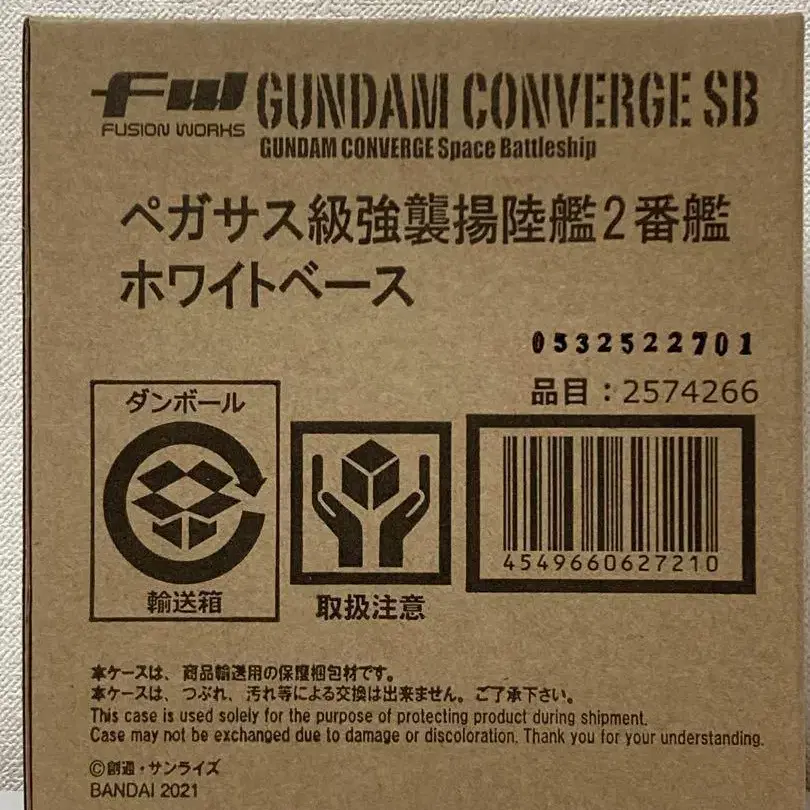 FW GUNDAM CONVERGE SB
FUSION WORKS
GUNDAM CONVERGE Space Battleship
ペガサス級強襲揚陸艦2番艦
ホワイトベース
0532522701
品目：2574266
ダンボール
輸送箱
取扱注意
4549660627210
本ケースは、商品輸送用の保護梱包材です。
本ケースは、つぶれ、汚れ等による交換は出来ません。ご了承下さい。
This case is used solely for the purpose of protecting product during shipment.
Case may not be exchanged due to damage or discoloration. Thank you for your understanding.
©創通・サンライズ
BANDAI 2021